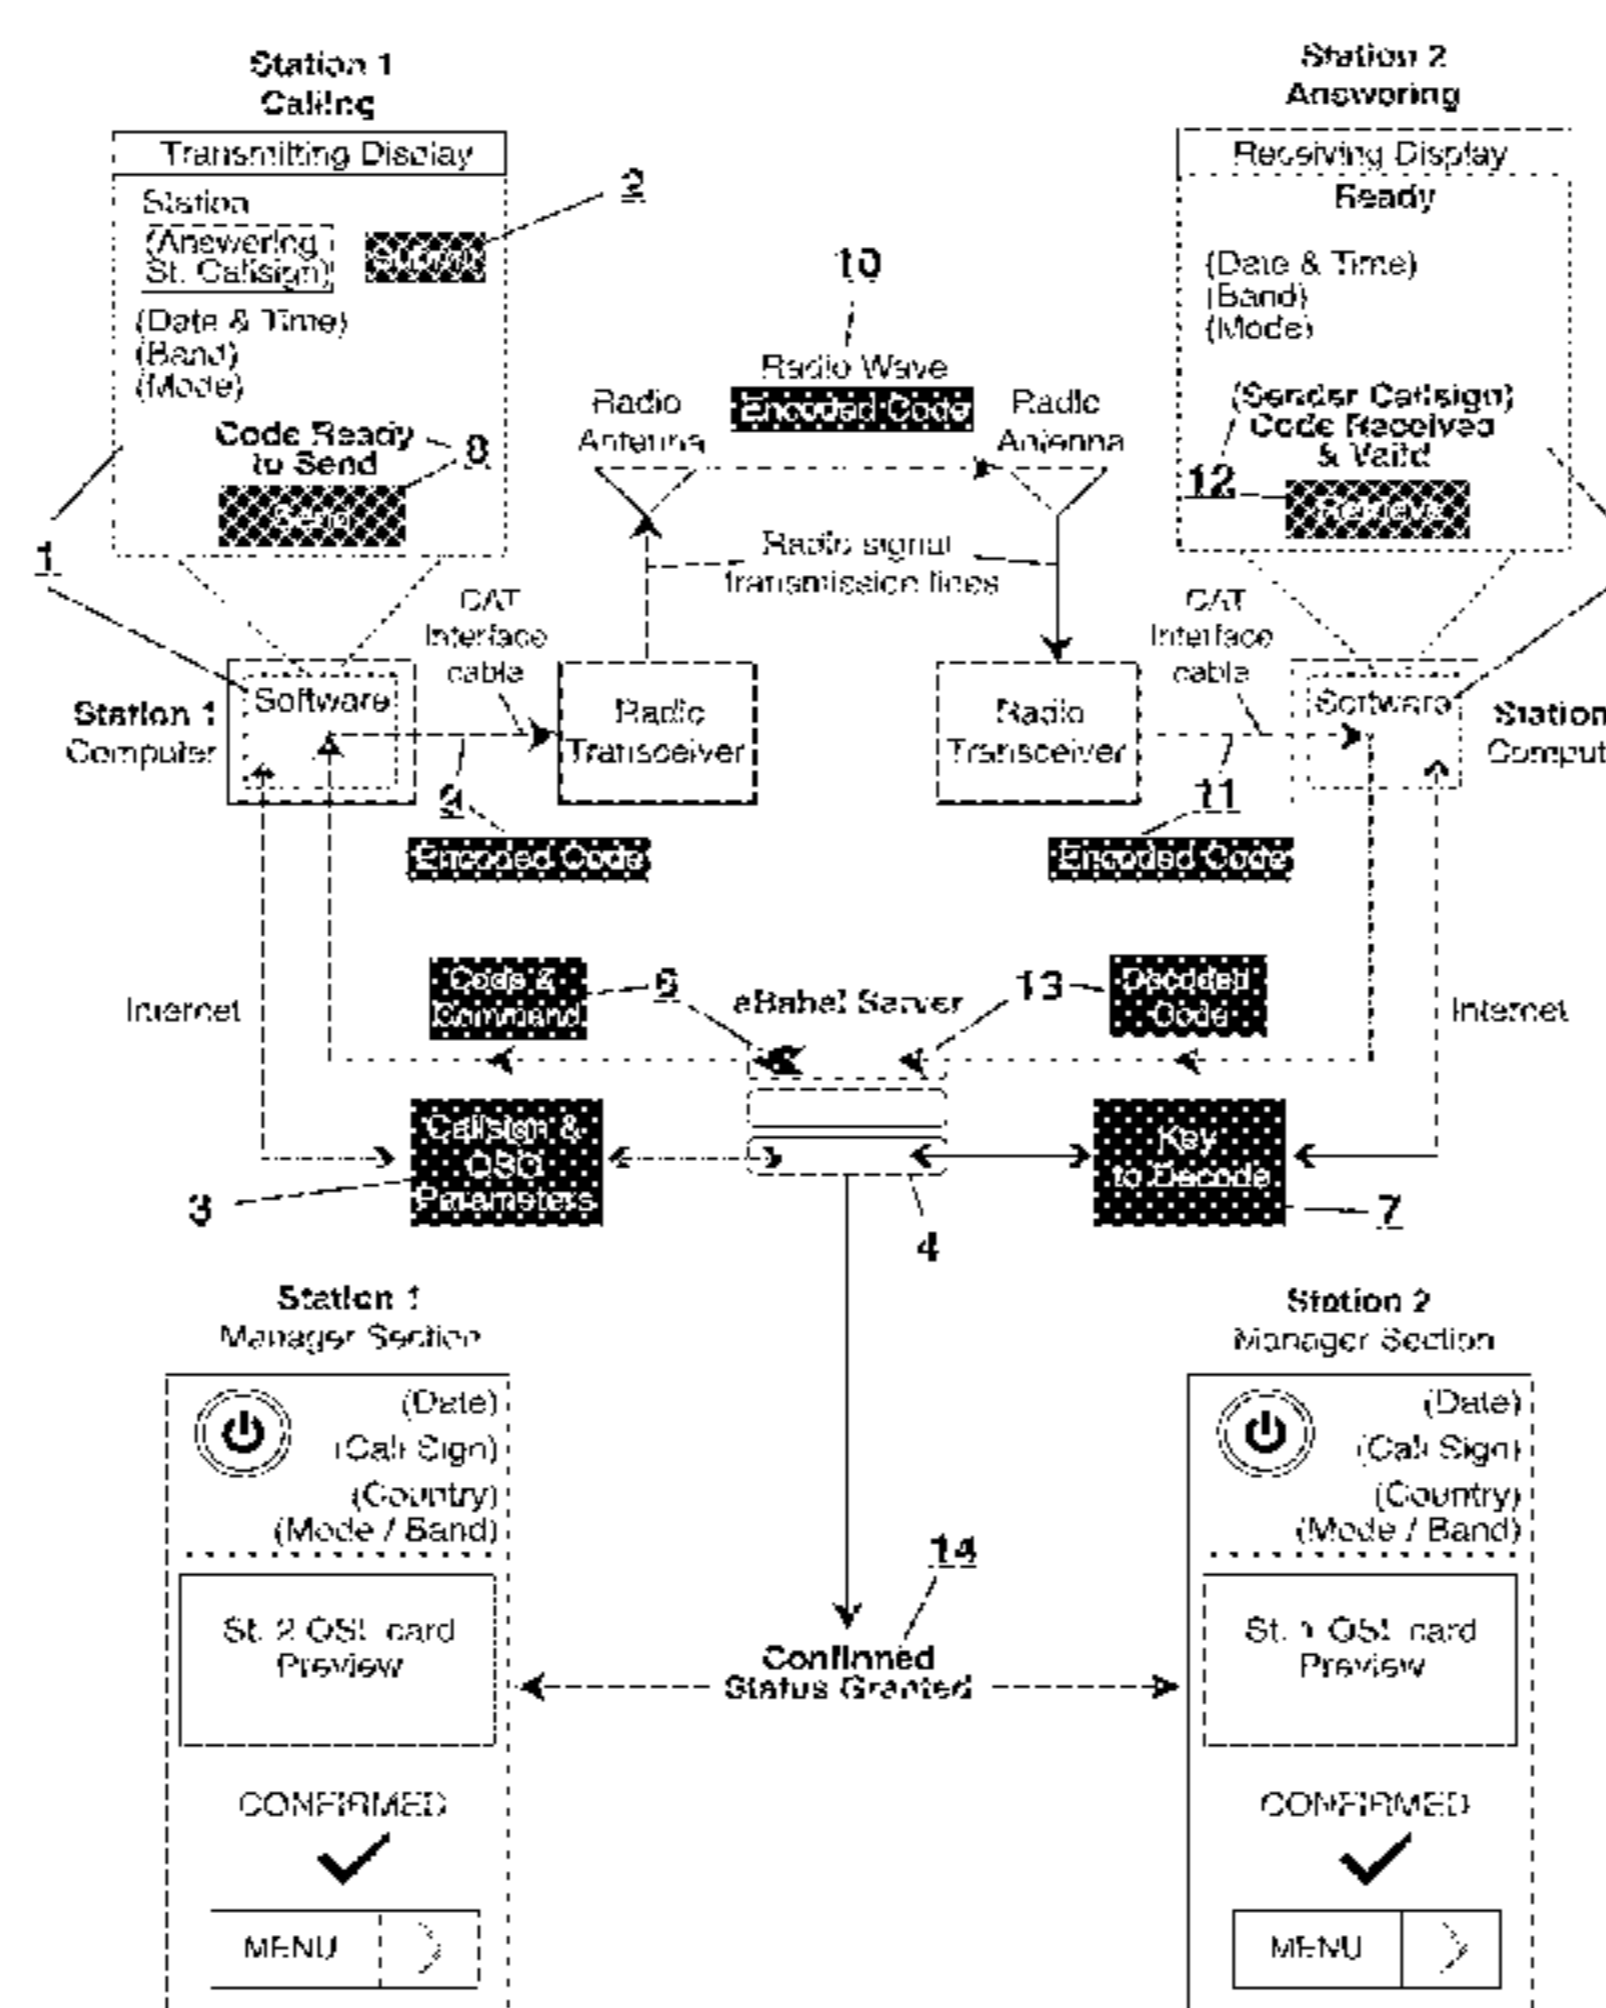 Station 1
Calling
Transmitting Display
Station
(Answering
St. Callsign)
Submit
(Date & Time)
(Band)
(Mode)
Code Ready
to Send
Send
2
8
1
Station 2
Answering
Receiving Display
Ready
(Date & Time)
(Band)
(Mode)
(Sender Callsign)
Code Received
& Valid
Retrieve
12
10
Radio Wave
Encoded Code
Radio
Antenna
Radio
Antenna
Radio signal
transmission lines
CAT
Interface
cable
CAT
Interface
cable
Station 1
Computer
Software
Radio
Transceiver
Radio
Transceiver
Software
Station
Comput
9
Encoded Code
11
Encoded Code
Internet
Code &
Command
6
eBabel Server
13
Decoded
Code
Internet
Callsign &
QSO
Parameters
3
4
Key
to Decode
7
Station 1
Manager Section
(Date)
(Call Sign)
(Country)
(Mode / Band)
St. 2 QSL card
Preview
CONFIRMED
MENU
14
Confirmed
Status Granted
Station 2
Manager Section
(Date)
(Call Sign)
(Country)
(Mode / Band)
St. 1 QSL card
Preview
CONFIRMED
MENU